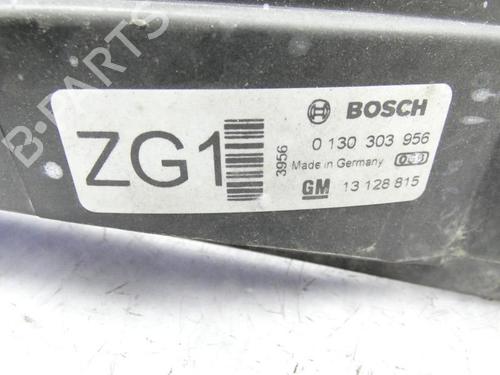 B-PARTS
ZG1
3956
BOSCH
0 130 303 956
Made in Germany
GM 13 128 815